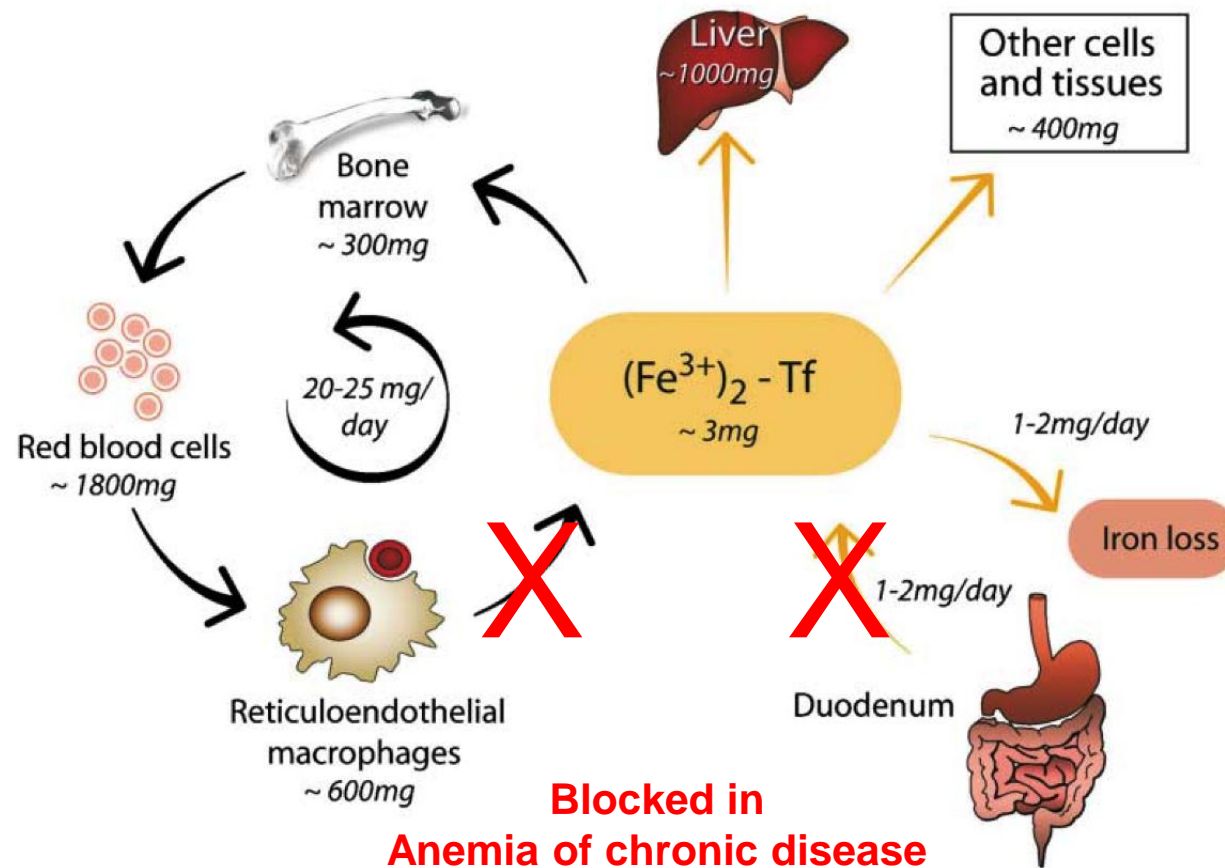 Liver
~1000mg
Other cells
and tissues
~ 400mg
Bone
marrow
~ 300mg
20-25 mg/
day
(Fe³⁺)₂ - Tf
~ 3mg
1-2mg/day
Red blood cells
~ 1800mg
Iron loss
X
X
1-2mg/day
Duodenum
Reticuloendothelial
macrophages
~ 600mg
Blocked in
Anemia of chronic disease